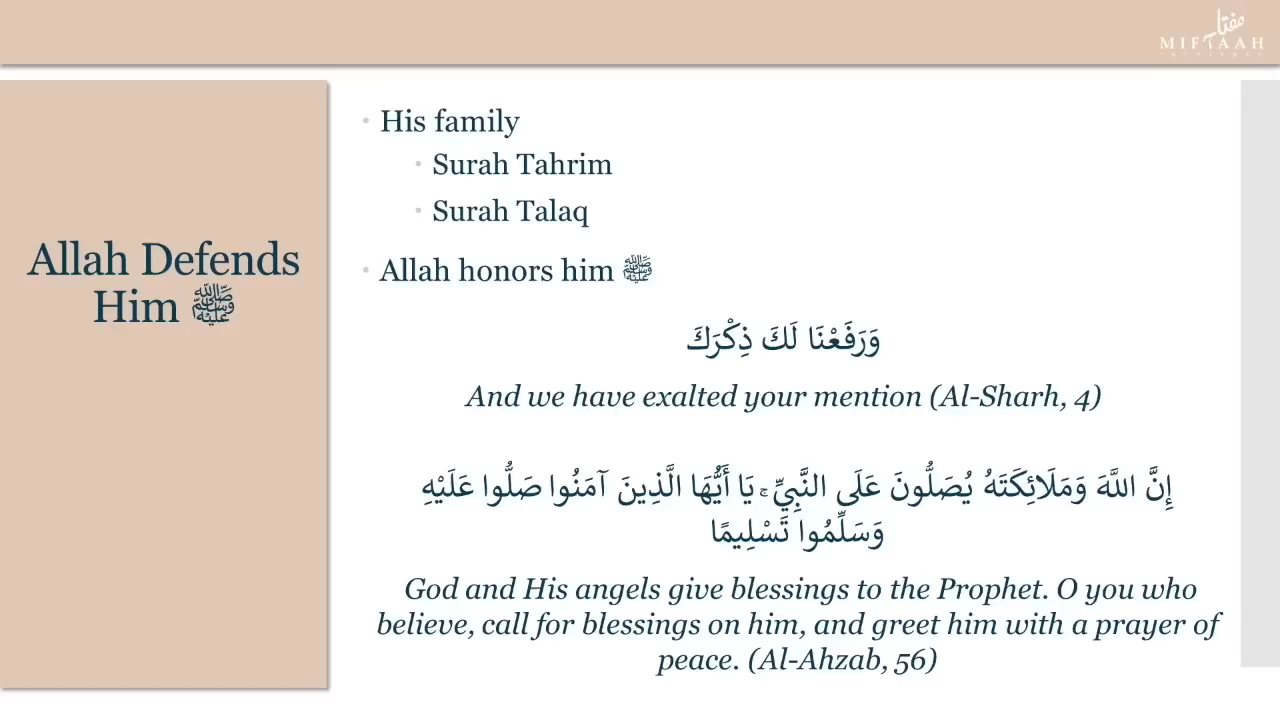 مفتاح
MIFTAAH
INSTITUTE
Allah Defends
Him ﷺ
His family
Surah Tahrim
Surah Talaq
Allah honors him ﷺ
وَرَفَعْنَا لَكَ ذِكْرَكَ
And we have exalted your mention (Al-Sharh, 4)
إِنَّ اللَّهَ وَمَلَائِكَتَهُ يُصَلُّونَ عَلَى النَّبِيِّ ۚ يَا أَيُّهَا الَّذِينَ آمَنُوا صَلُّوا عَلَيْهِ
وَسَلِّمُوا تَسْلِيمًا
God and His angels give blessings to the Prophet. O you who
believe, call for blessings on him, and greet him with a prayer of
peace. (Al-Ahzab, 56)